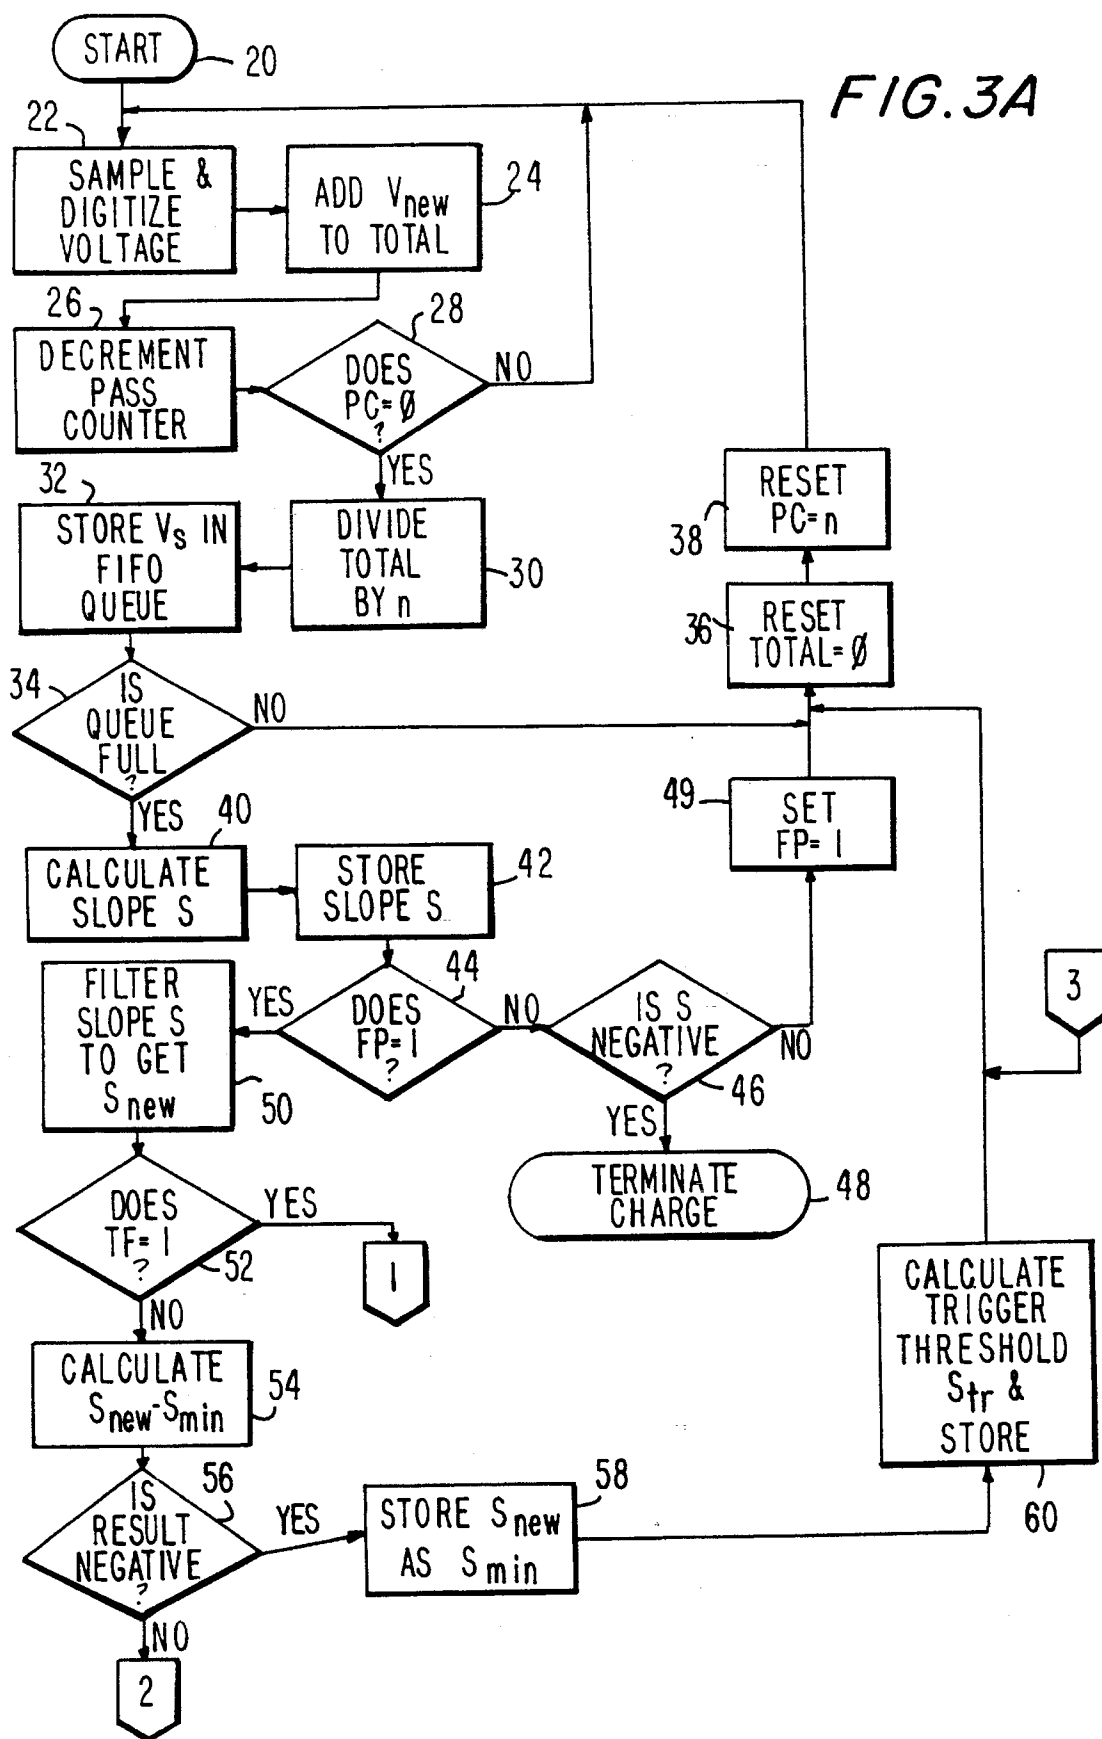 START
20
FIG. 3A
22
SAMPLE &
DIGITIZE
VOLTAGE
ADD Vnew
TO TOTAL
24
26
DECREMENT
PASS
COUNTER
28
DOES
PC=Ø
?
NO
YES
32
STORE Vs IN
FIFO
QUEUE
DIVIDE
TOTAL
BY n
30
RESET
PC=n
38
RESET
TOTAL=Ø
36
34
IS
QUEUE
FULL
?
NO
YES
49
SET
FP=1
40
CALCULATE
SLOPE S
STORE
SLOPE S
42
FILTER
SLOPE S
TO GET
Snew
50
YES
44
DOES
FP=1
?
NO
IS S
NEGATIVE
?
NO
46
YES
3
TERMINATE
CHARGE
48
DOES
TF=1
?
YES
52
NO
1
CALCULATE
TRIGGER
THRESHOLD
Str &
STORE
60
CALCULATE
Snew-Smin
54
56
IS
RESULT
NEGATIVE
?
YES
NO
STORE Snew
AS Smin
58
2